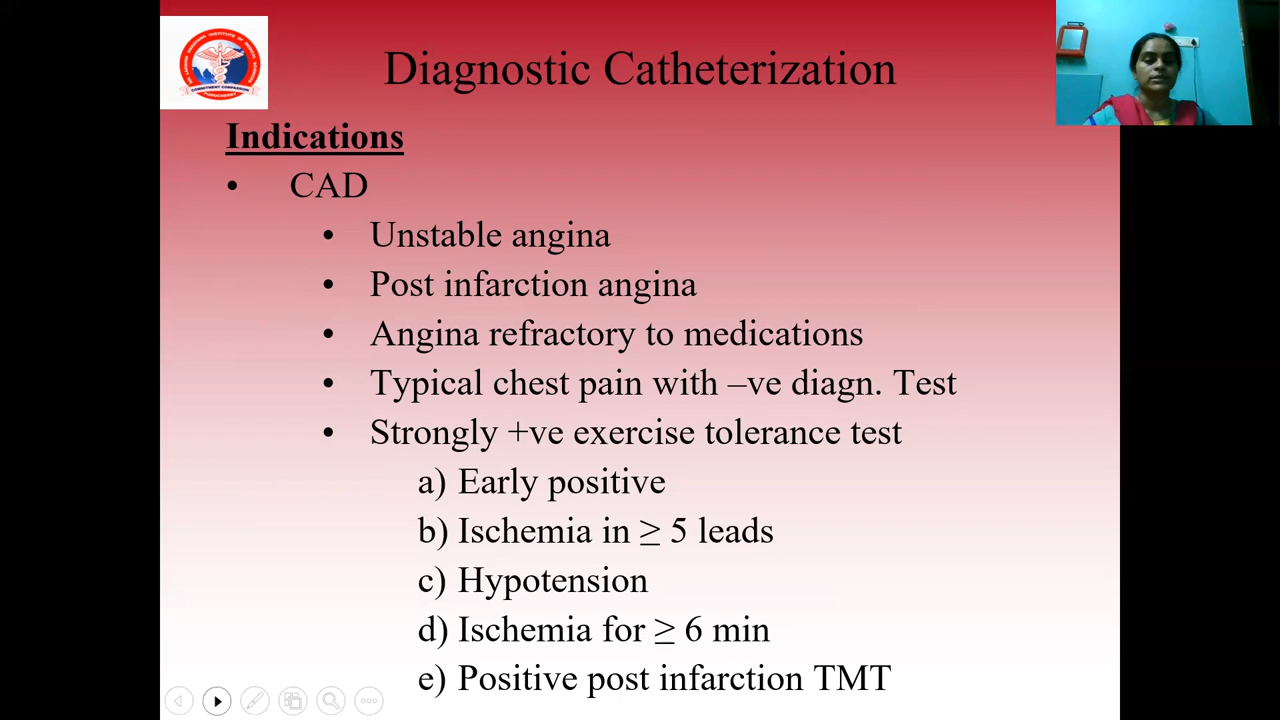 Diagnostic Catheterization
Indications
• CAD
• Unstable angina
• Post infarction angina
• Angina refractory to medications
• Typical chest pain with –ve diagn. Test
• Strongly +ve exercise tolerance test
a) Early positive
b) Ischemia in ≥ 5 leads
c) Hypotension
d) Ischemia for ≥ 6 min
e) Positive post infarction TMT